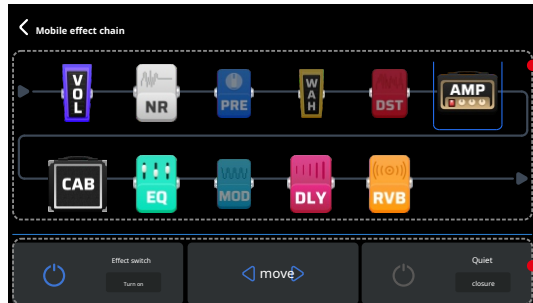 Mobile effect chain
VOL
NR
PRE
WAH
DST
AMP
CAB
EQ
MOD
DLY
RVB
Effect switch
Turn on
move
Quiet
closure